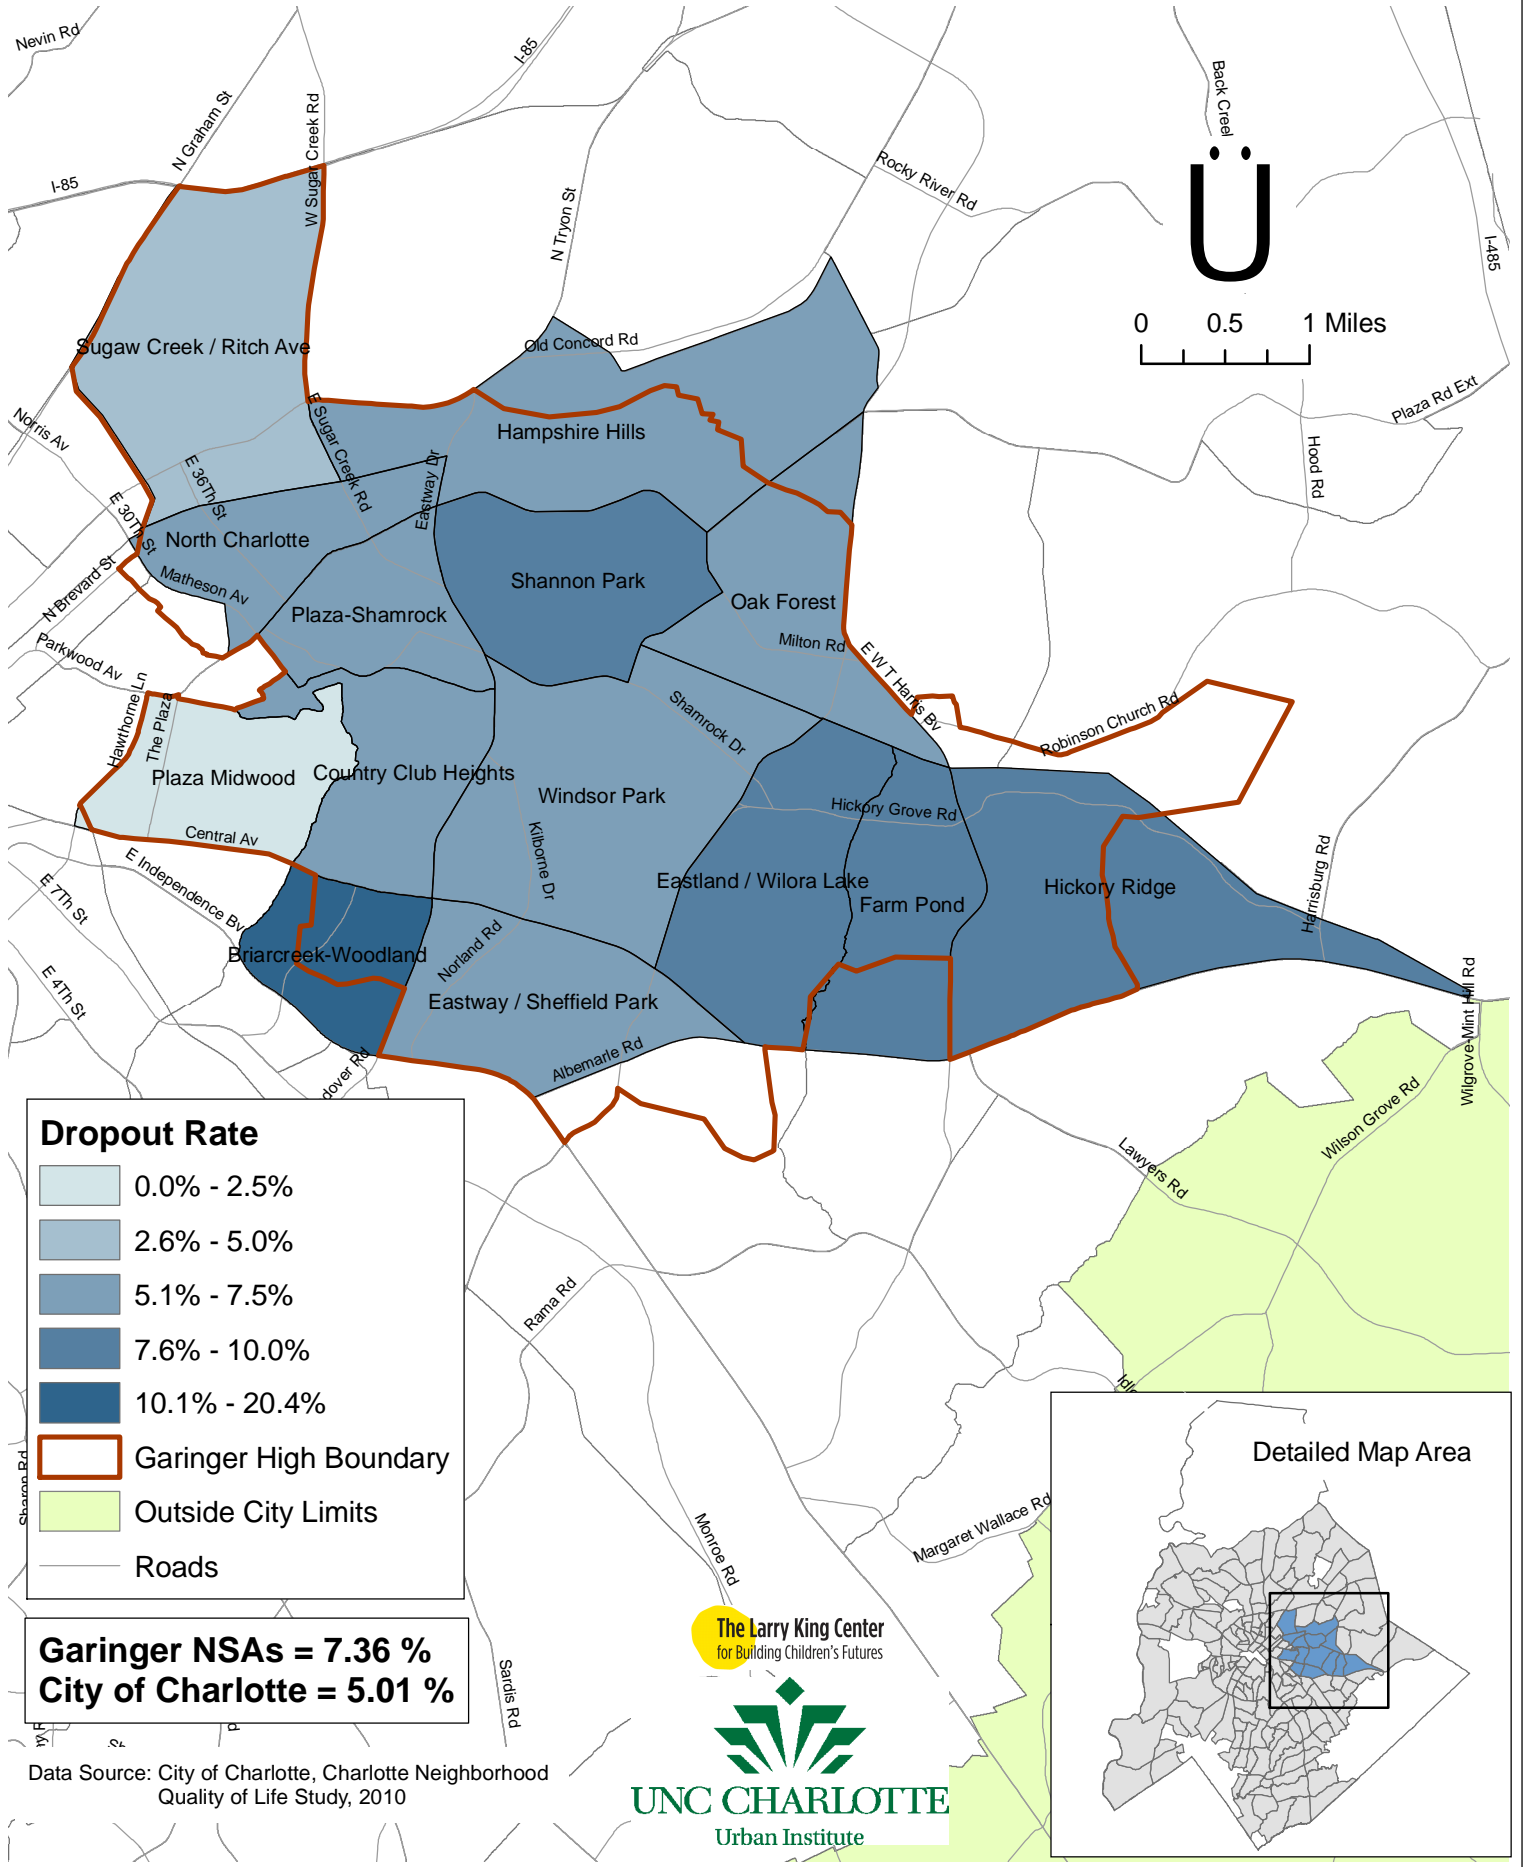 Nevin Rd
I-85
N Graham St
W Sugar Creek Rd
I-85
Back Creel
Rocky River Rd
N Tryon St
I-485
Ü
0 0.5 1 Miles
Sugaw Creek / Ritch Ave
Old Concord Rd
Plaza Rd Ext
Norris Av
E Sugar Creek Rd
Hampshire Hills
Hood Rd
E 36Th St
Eastway Dr
E 30Th St
North Charlotte
Shannon Park
N Brevard St
Matheson Av
Plaza-Shamrock
Oak Forest
Milton Rd
Parkwood Av
E W T Harris Bv
Hawthorne Ln
The Plaza
Shamrock Dr
Robinson Church Rd
Plaza Midwood
Country Club Heights
Windsor Park
Hickory Grove Rd
Central Av
Kilborne Dr
E Independence Bv
Harrisburg Rd
E 7Th St
Eastland / Wilora Lake
Farm Pond
Hickory Ridge
Briarcreek-Woodland
Norland Rd
E 4Th St
Eastway / Sheffield Park
Wilgrove-Mint Hill Rd
Albemarle Rd
dover Rd
Wilson Grove Rd
Lawyers Rd
Dropout Rate
0.0% - 2.5%
2.6% - 5.0%
5.1% - 7.5%
7.6% - 10.0%
10.1% - 20.4%
Garinger High Boundary
Outside City Limits
Roads
Rama Rd
Idle
Sharon Rd
Detailed Map Area
Margaret Wallace Rd
Monroe Rd
Garinger NSAs = 7.36 %
City of Charlotte = 5.01 %
Sardis Rd
The Larry King Center
for Building Children's Futures
UNC CHARLOTTE
Urban Institute
Data Source: City of Charlotte, Charlotte Neighborhood
Quality of Life Study, 2010